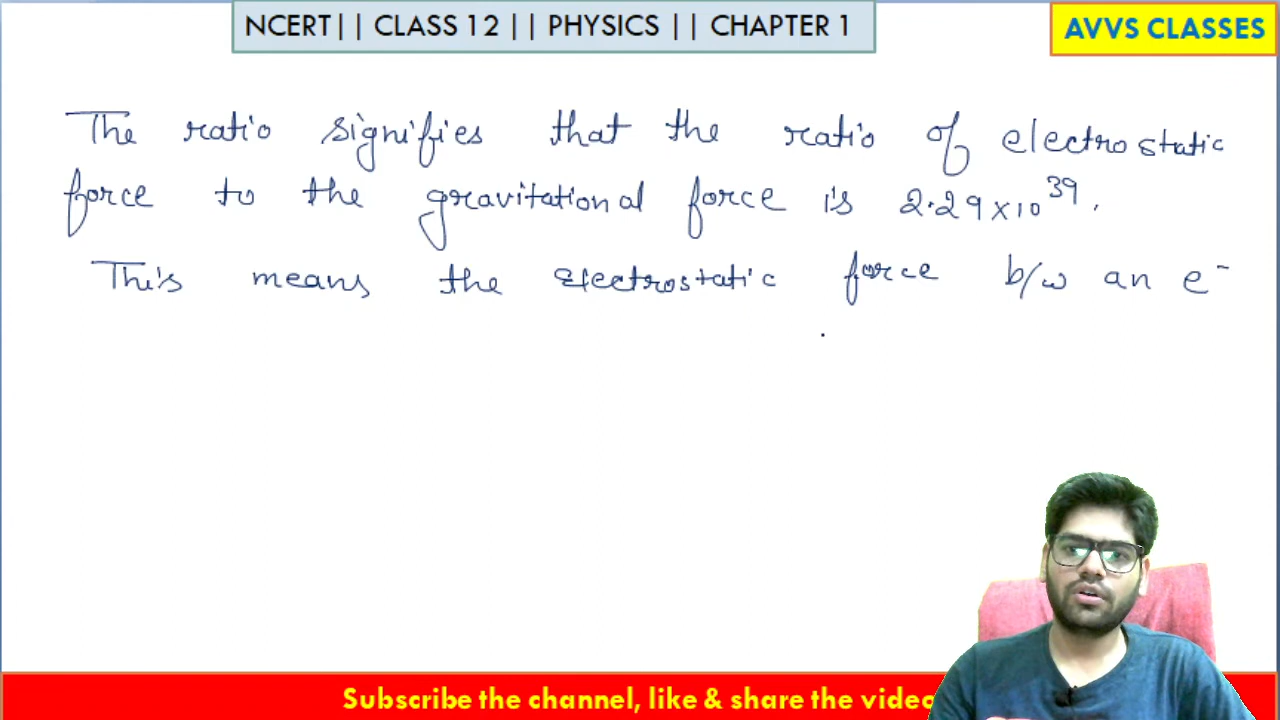 NCERT|| CLASS 12 || PHYSICS || CHAPTER 1
AVVS CLASSES
The ratio signifies that the ratio of electrostatic
force to the gravitational force is 2.29 × 10³⁹.
This means the Electrostatic force b/w an e⁻
Subscribe the channel, like & share the video